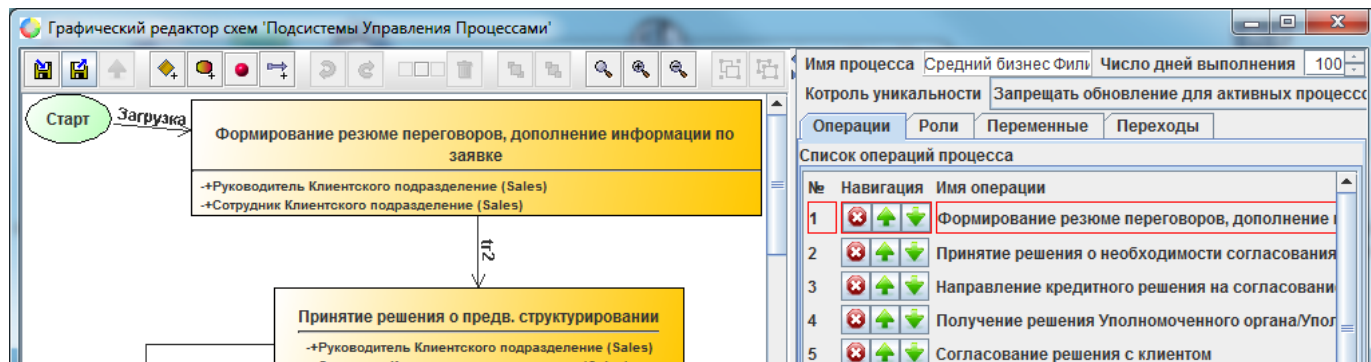 Графический редактор схем 'Подсистемы Управления Процессами'
Имя процесса Средний бизнес Фили Число дней выполнения 100
Котроль уникальности Запрещать обновление для активных процессо
Операции Роли Переменные Переходы
Список операций процесса
№ Навигация Имя операции
1 Формирование резюме переговоров, дополнение
2 Принятие решения о необходимости согласования
3 Направление кредитного решения на согласовани
4 Получение решения Уполномоченного органа/Упол
5 Согласование решения с клиентом
Старт
Загрузка
Формирование резюме переговоров, дополнение информации по
заявке
-+Руководитель Клиентского подразделение (Sales)
-+Сотрудник Клиентского подразделение (Sales)
tr2
Принятие решения о предв. структурировании
-+Руководитель Клиентского подразделение (Sales)